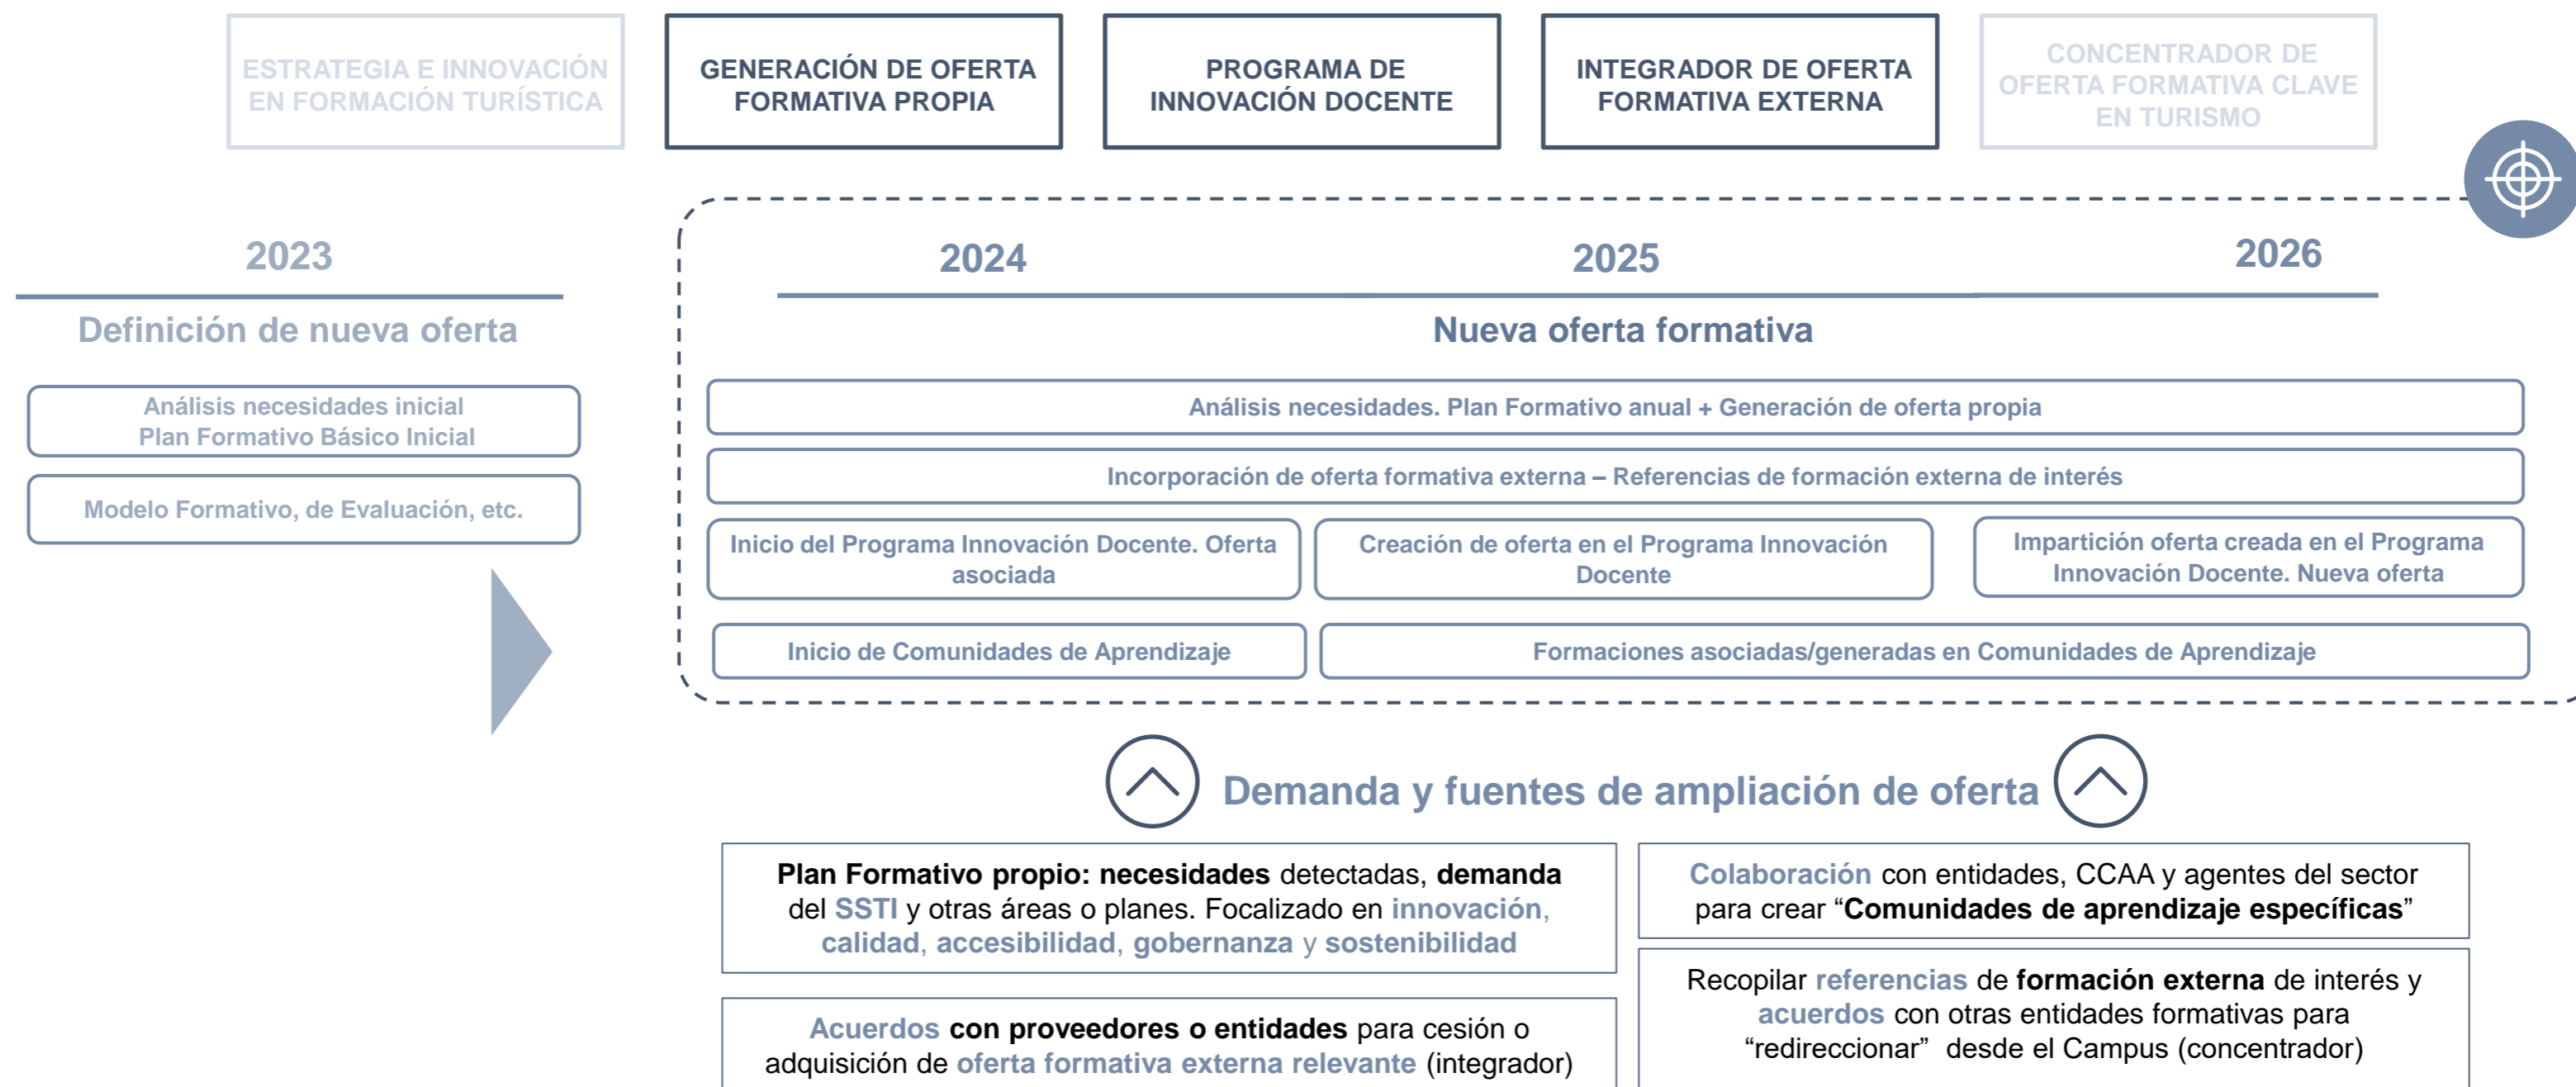 ESTRATEGIA E INNOVACIÓN
EN FORMACIÓN TURÍSTICA
GENERACIÓN DE OFERTA
FORMATIVA PROPIA
PROGRAMA DE
INNOVACIÓN DOCENTE
INTEGRADOR DE OFERTA
FORMATIVA EXTERNA
CONCENTRADOR DE
OFERTA FORMATIVA CLAVE
EN TURISMO
2023
Definición de nueva oferta
Análisis necesidades inicial
Plan Formativo Básico Inicial
Modelo Formativo, de Evaluación, etc.
2024
2025
2026
Nueva oferta formativa
Análisis necesidades. Plan Formativo anual + Generación de oferta propia
Incorporación de oferta formativa externa – Referencias de formación externa de interés
Inicio del Programa Innovación Docente. Oferta
asociada
Creación de oferta en el Programa Innovación
Docente
Impartición oferta creada en el Programa
Innovación Docente. Nueva oferta
Inicio de Comunidades de Aprendizaje
Formaciones asociadas/generadas en Comunidades de Aprendizaje
Demanda y fuentes de ampliación de oferta
Plan Formativo propio: necesidades detectadas, demanda
del SSTI y otras áreas o planes. Focalizado en innovación,
calidad, accesibilidad, gobernanza y sostenibilidad
Acuerdos con proveedores o entidades para cesión o
adquisición de oferta formativa externa relevante (integrador)
Colaboración con entidades, CCAA y agentes del sector
para crear “Comunidades de aprendizaje específicas”
Recopilar referencias de formación externa de interés y
acuerdos con otras entidades formativas para
“redireccionar” desde el Campus (concentrador)